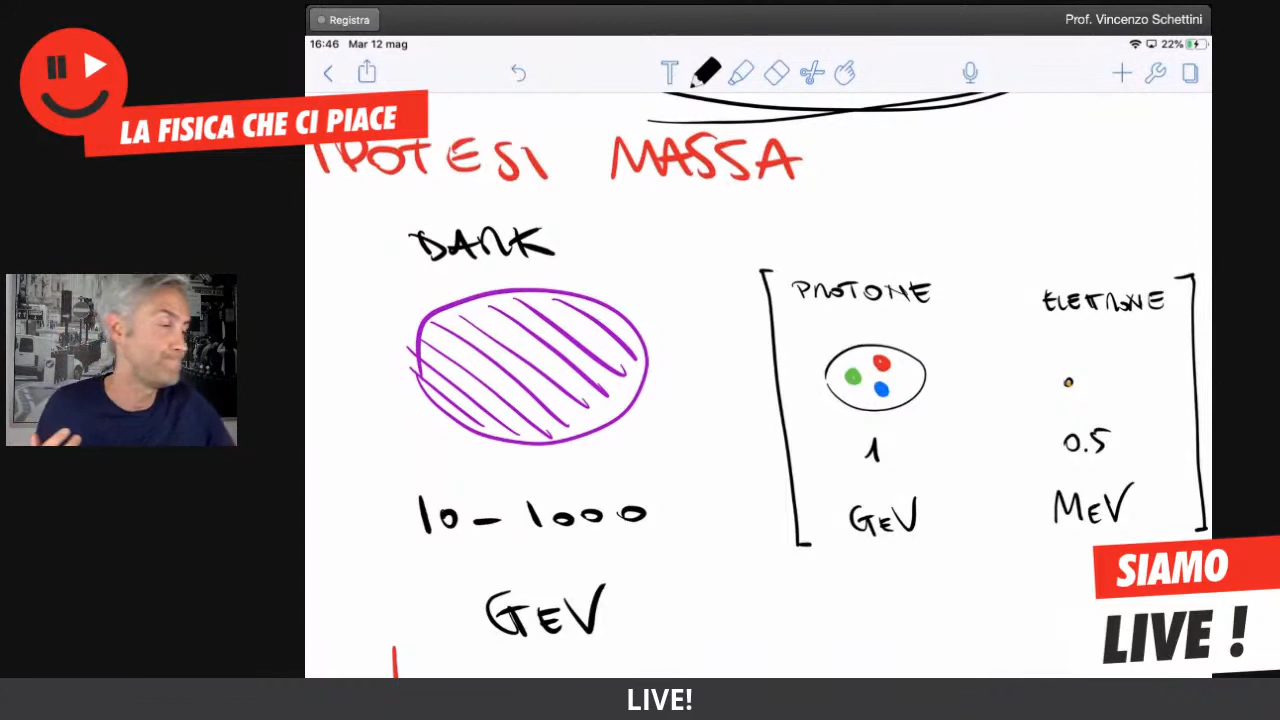 Registra
Prof. Vincenzo Schettini
16:46 Mar 12 mag
22%
LA FISICA CHE CI PIACE
IPOTESI MASSA
DARK
PROTONE
ELETTRONE
1
0.5
10-1000
GeV
MeV
GeV
SIAMO
LIVE!
LIVE!